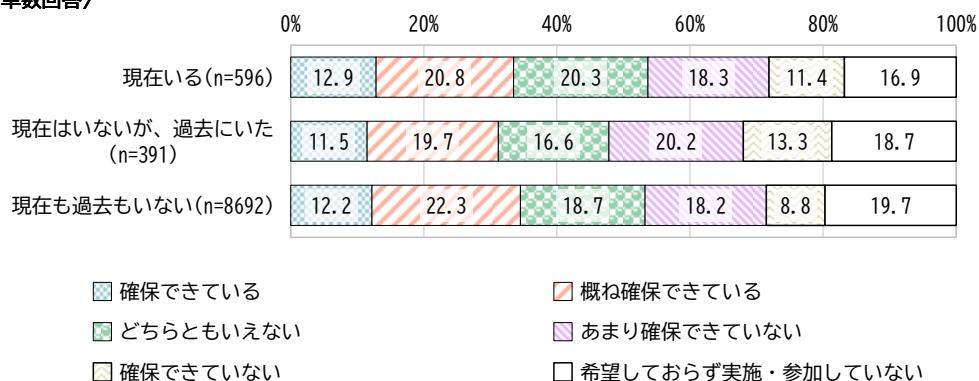 単数回答〉
0% 20% 40% 60% 80% 100%
現在いる(n=596) 12.9 20.8 20.3 18.3 11.4 16.9
現在はいないが、過去にいた
(n=391) 11.5 19.7 16.6 20.2 13.3 18.7
現在も過去もいない(n=8692) 12.2 22.3 18.7 18.2 8.8 19.7
確保できている 概ね確保できている
どちらともいえない あまり確保できていない
確保できていない 希望しておらず実施・参加していない